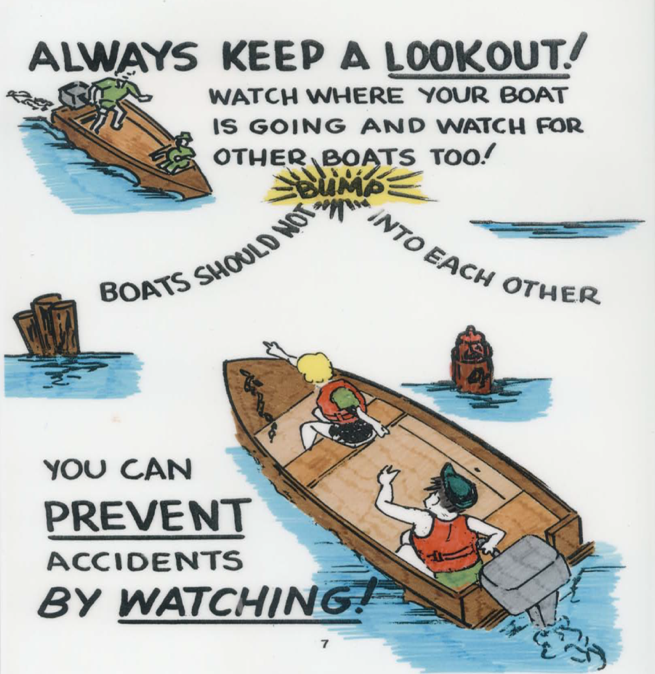 ALWAYS KEEP A LOOKOUT!
WATCH WHERE YOUR BOAT
IS GOING AND WATCH FOR
OTHER BOATS TOO!
BOATS SHOULD NOT BUMP INTO EACH OTHER
YOU CAN
PREVENT
ACCIDENTS
BY WATCHING!
7